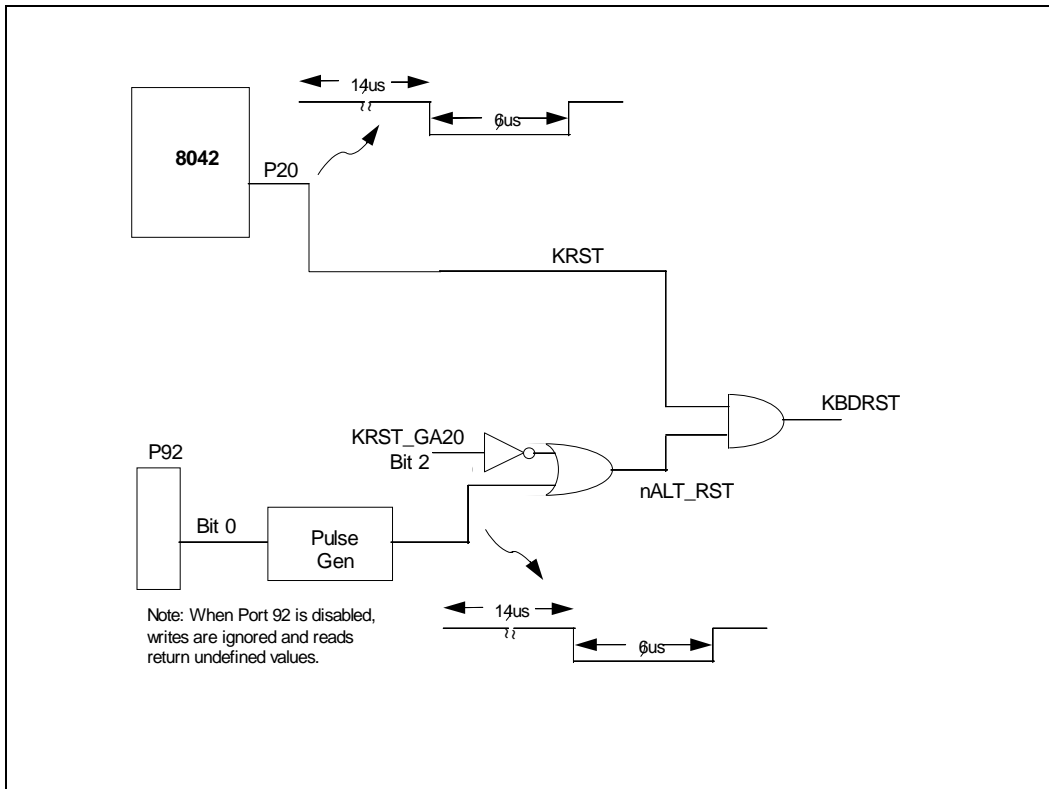 14us
6us
8042
P20
KRST
KBDRST
KRST_GA20
Bit 2
P92
nALT_RST
Bit 0
Pulse
Gen
14us
6us
Note: When Port 92 is disabled,
writes are ignored and reads
return undefined values.